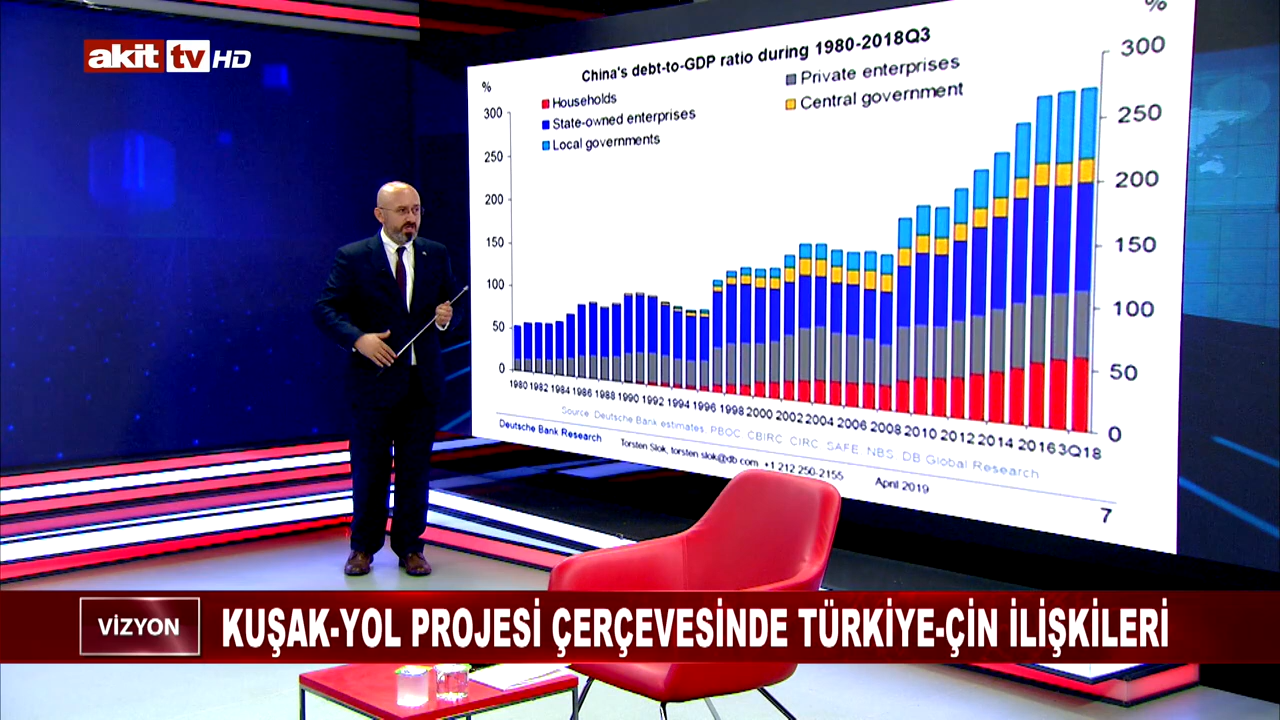 akit tv HD
%
China's debt-to-GDP ratio during 1980-2018Q3
%
Households
Private enterprises
State-owned enterprises
Central government
Local governments
300
250
200
150
100
50
0
300
250
200
150
100
50
0
1980 1982 1984 1986 1988 1990 1992 1994 1996 1998 2000 2002 2004 2006 2008 2010 2012 2014 2016 3Q18
Source: Deutsche Bank estimates, PBOC, CBIRC, CIRC, SAFE, NBS, DB Global Research
Deutsche Bank Research
Torsten Slok, torsten.slok@db.com +1 212 250-2155
April 2019
7
VİZYON
KUŞAK-YOL PROJESİ ÇERÇEVESİNDE TÜRKİYE-ÇİN İLİŞKİLERİ